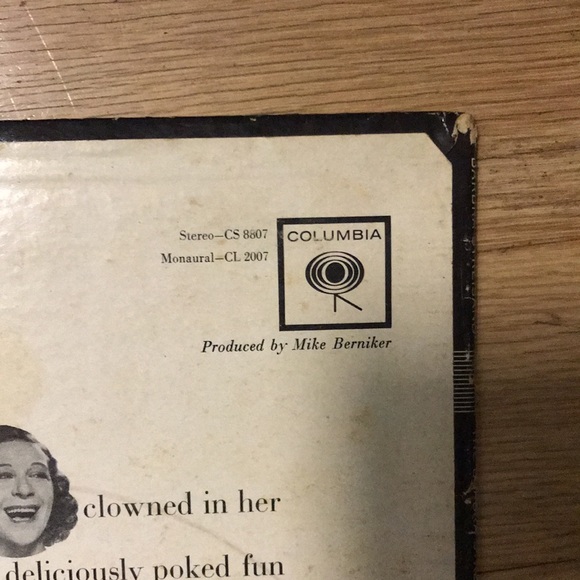 Stereo—CS 8807
Monaural—CL 2007
COLUMBIA
Produced by Mike Berniker
clowned in her
deliciously poked fun